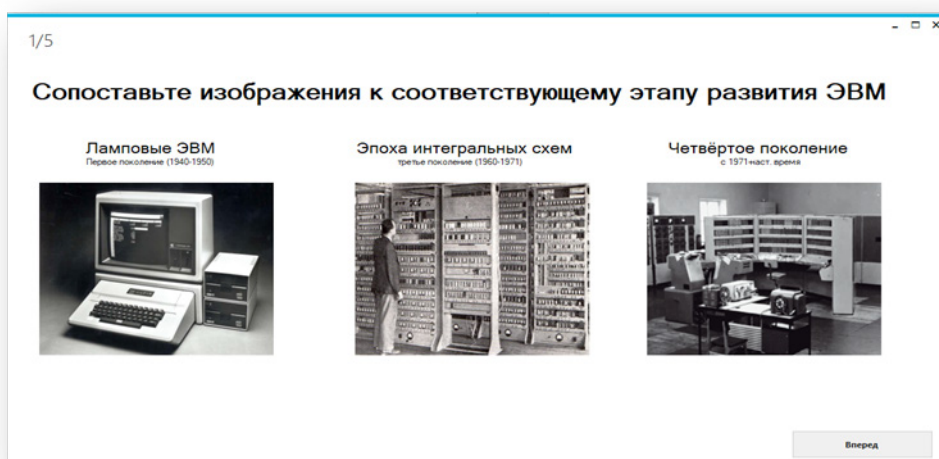 1/5
Сопоставьте изображения к соответствующему этапу развития ЭВМ
Ламповые ЭВМ
Первое поколение (1940-1950)
Эпоха интегральных схем
третье поколение (1960-1971)
Четвёртое поколение
с 1971-наст. время
Вперед